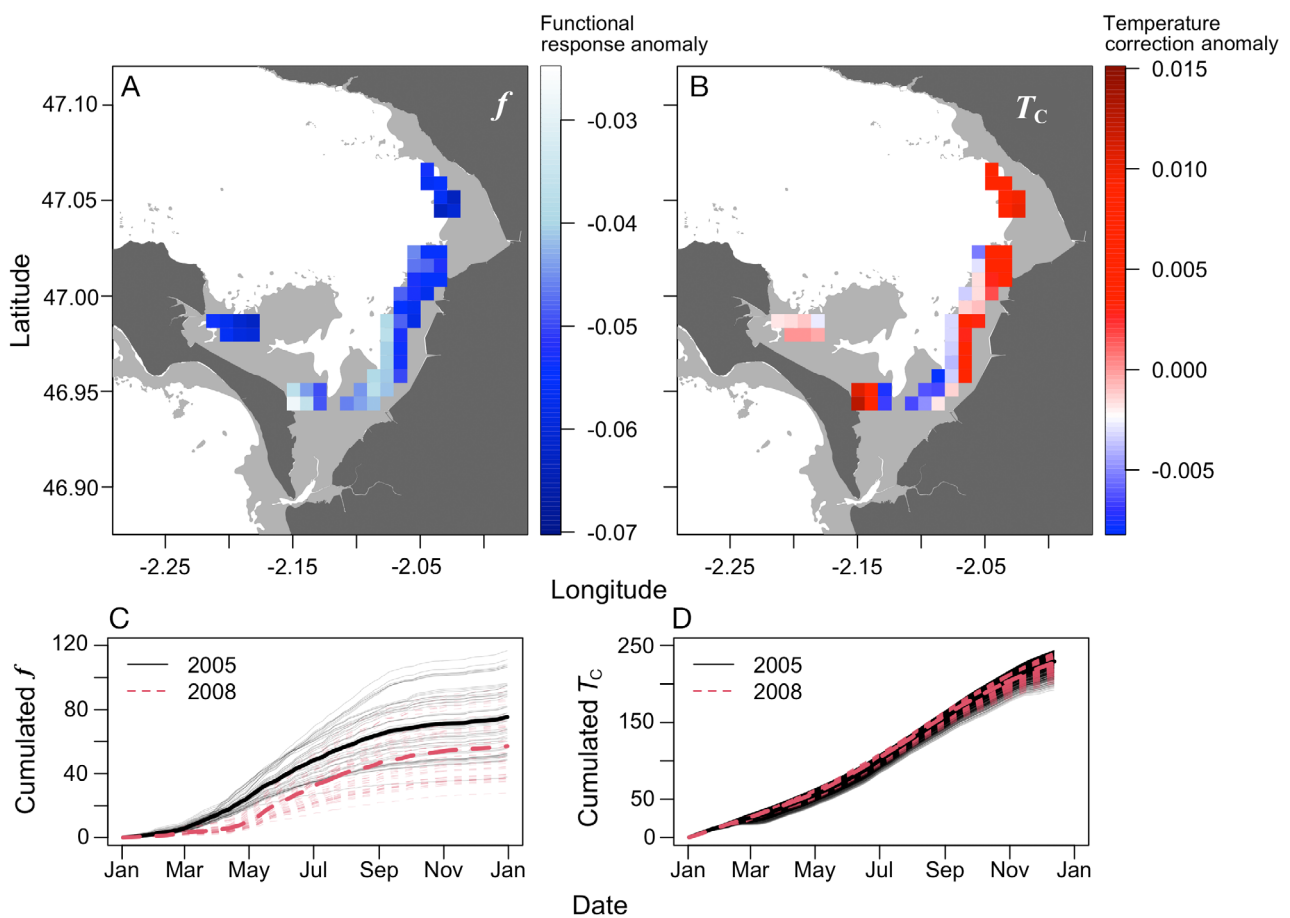 Functional
response anomaly
Temperature
correction anomaly
A
f
B
TC
47.10
47.05
47.00
46.95
46.90
Latitude
-0.03
-0.04
-0.05
-0.06
-0.07
0.015
0.010
0.005
0.000
-0.005
-2.25
-2.15
-2.05
-2.25
-2.15
-2.05
Longitude
C
D
120
80
40
0
Cumulated f
2005
2008
Jan Mar May Jul Sep Nov Jan
250
150
50
0
Cumulated TC
2005
2008
Jan Mar May Jul Sep Nov Jan
Date